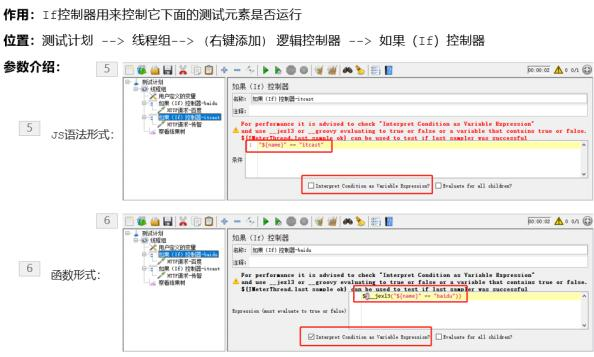 作用：If控制器用来控制它下面的测试元素是否运行
位置：测试计划 --> 线程组--> (右键添加) 逻辑控制器 --> 如果 (If) 控制器
参数介绍：
5
00:00:02
0 0/1
测试计划
线程组
用户定义的变量
如果 (If) 控制器-baidu
HTTP请求-百度
如果 (If) 控制器-itcast
HTTP请求-传智
察看结果树
如果 (If) 控制器
名称： 如果 (If) 控制器-itcast
注释：
For performance it is advised to check "Interpret Condition as Variable Expression"
and use __jexl3 or __groovy evaluating to true or false or a variable that contains true or false.
${JMeterThread.last_sample_ok} can be used to test if last sampler was successful
1 "${name}" == "itcast"
条件
Interpret Condition as Variable Expression?
Evaluate for all children?
5
JS语法形式：
6
00:00:02
0 0/1
测试计划
线程组
用户定义的变量
如果 (If) 控制器-baidu
HTTP请求-百度
如果 (If) 控制器-itcast
HTTP请求-传智
察看结果树
如果 (If) 控制器
名称： 如果 (If) 控制器-baidu
注释：
For performance it is advised to check "Interpret Condition as Variable Expression"
and use __jexl3 or __groovy evaluating to true or false or a variable that contains true or false.
${JMeterThread.last_sample_ok} can be used to test if last sampler was successful
1 ${__jexl3("${name}" == "baidu")}
Expression (must evaluate to true or false)
Interpret Condition as Variable Expression?
Evaluate for all children?
6
函数形式：